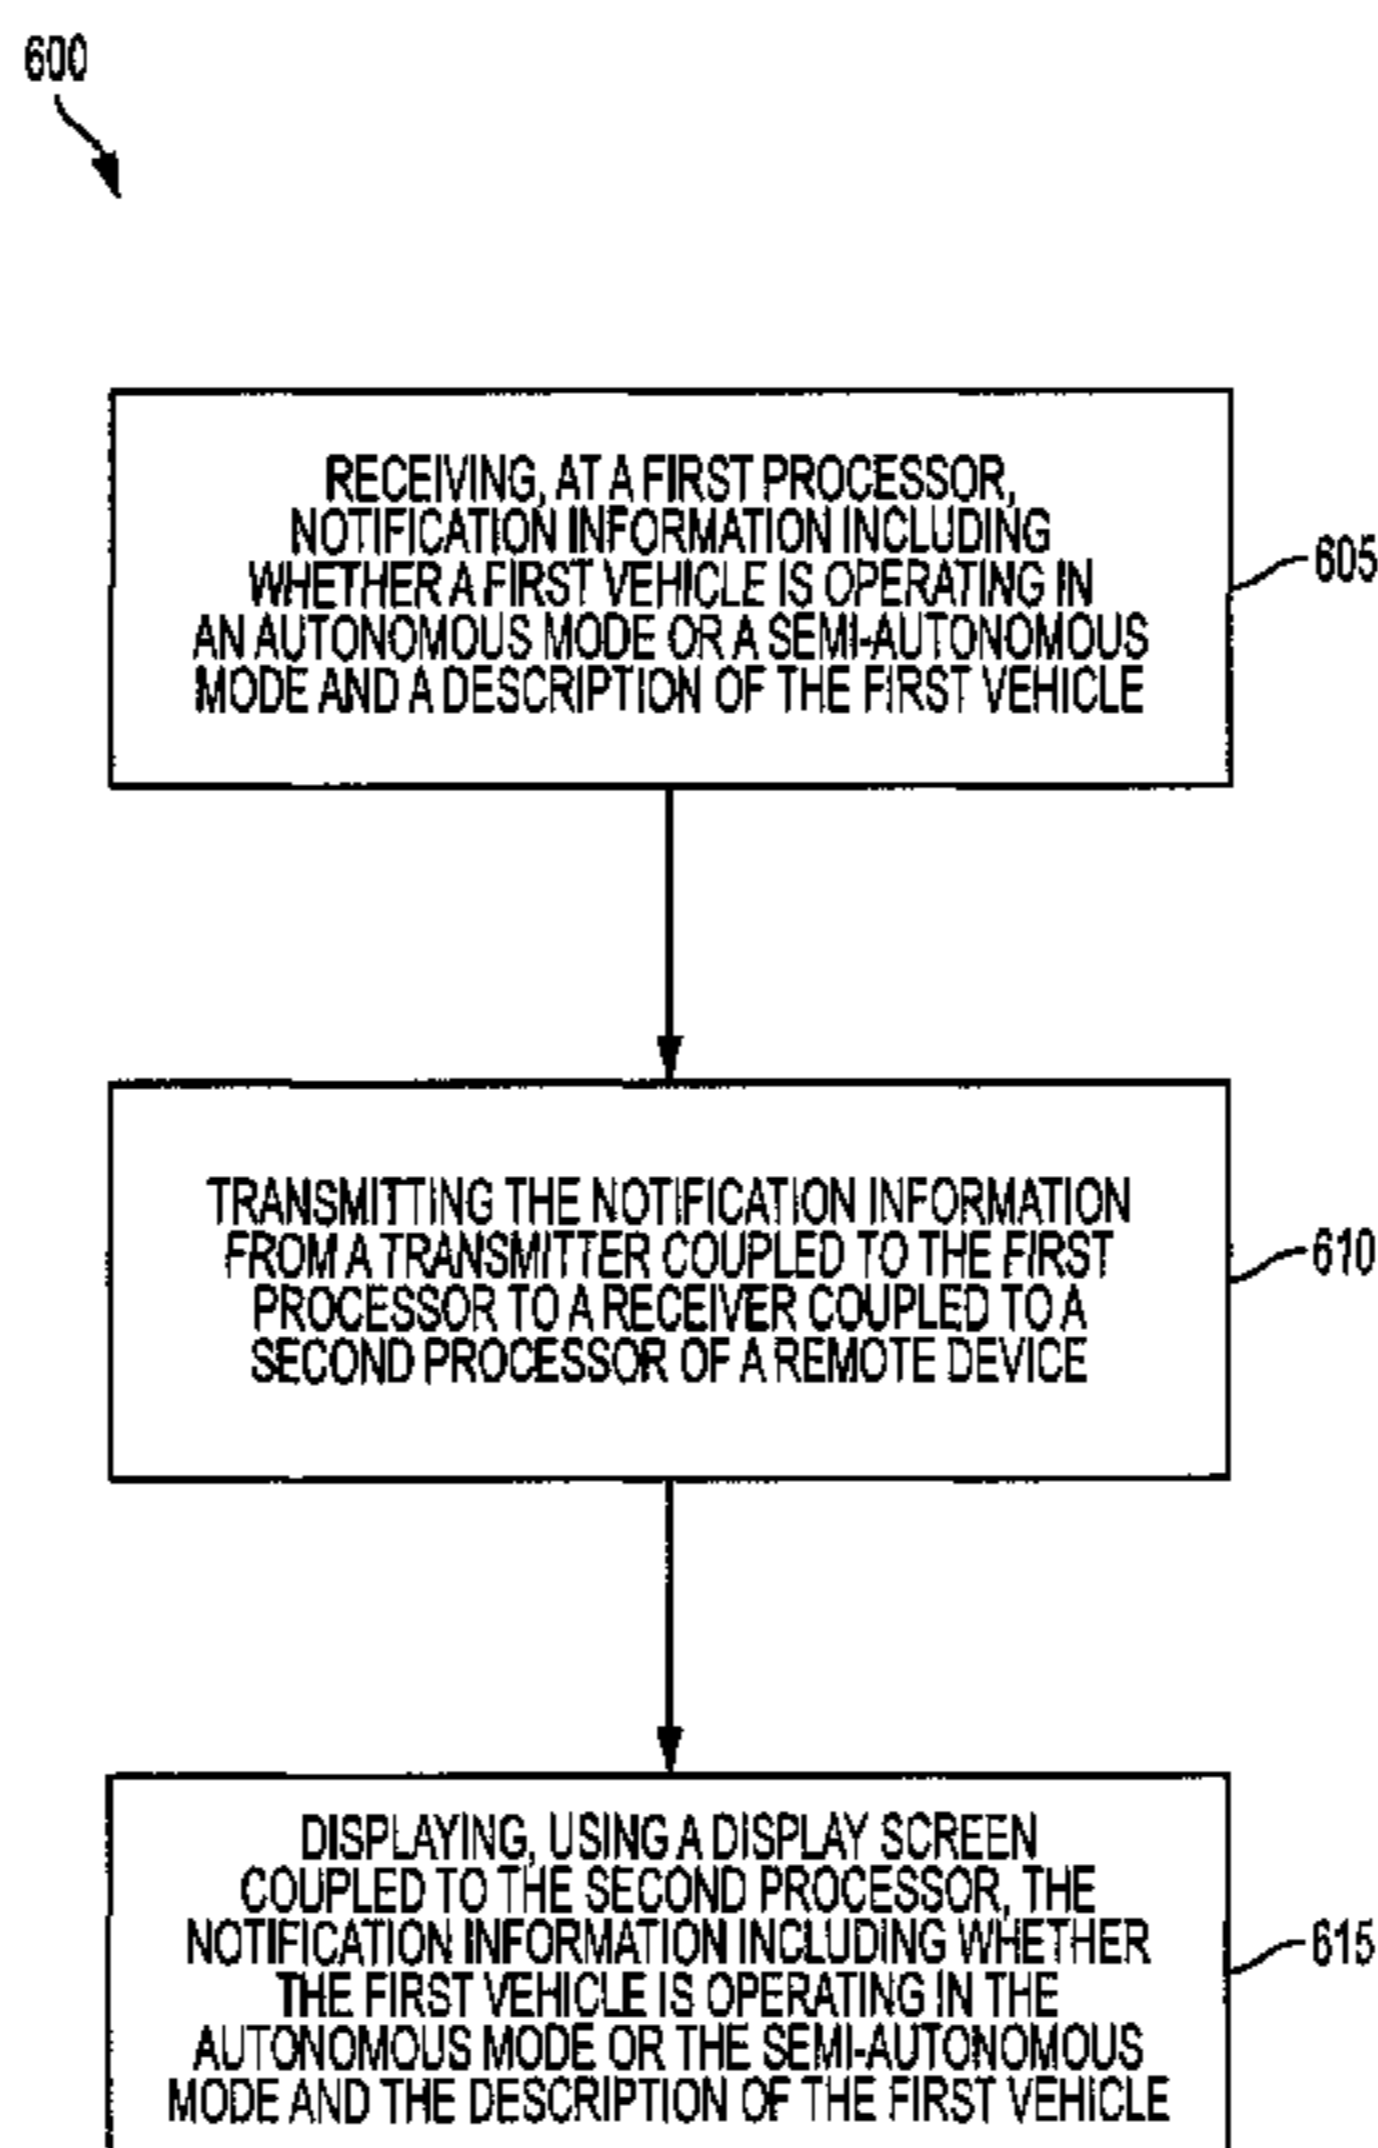 600
RECEIVING, AT A FIRST PROCESSOR,
NOTIFICATION INFORMATION INCLUDING
WHETHER A FIRST VEHICLE IS OPERATING IN
AN AUTONOMOUS MODE OR A SEMI-AUTONOMOUS
MODE AND A DESCRIPTION OF THE FIRST VEHICLE
605
TRANSMITTING THE NOTIFICATION INFORMATION
FROM A TRANSMITTER COUPLED TO THE FIRST
PROCESSOR TO A RECEIVER COUPLED TO A
SECOND PROCESSOR OF A REMOTE DEVICE
610
DISPLAYING, USING A DISPLAY SCREEN
COUPLED TO THE SECOND PROCESSOR, THE
NOTIFICATION INFORMATION INCLUDING WHETHER
THE FIRST VEHICLE IS OPERATING IN THE
AUTONOMOUS MODE OR THE SEMI-AUTONOMOUS
MODE AND THE DESCRIPTION OF THE FIRST VEHICLE
615